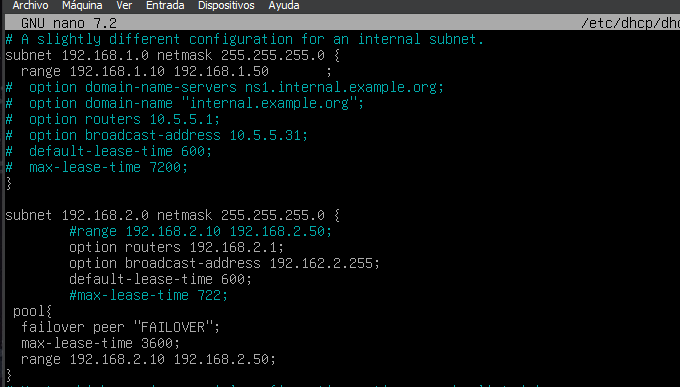 Archivo Máquina Ver Entrada Dispositivos Ayuda
GNU nano 7.2 /etc/dhcp/dhc
# A slightly different configuration for an internal subnet.
subnet 192.168.1.0 netmask 255.255.255.0 {
  range 192.168.1.10 192.168.1.50       ;
#  option domain-name-servers ns1.internal.example.org;
#  option domain-name "internal.example.org";
#  option routers 10.5.5.1;
#  option broadcast-address 10.5.5.31;
#  default-lease-time 600;
#  max-lease-time 7200;
}
subnet 192.168.2.0 netmask 255.255.255.0 {
        #range 192.168.2.10 192.168.2.50;
        option routers 192.168.2.1;
        option broadcast-address 192.162.2.255;
        default-lease-time 600;
        #max-lease-time 722;
 pool{
  failover peer "FAILOVER";
  max-lease-time 3600;
  range 192.168.2.10 192.168.2.50;
}